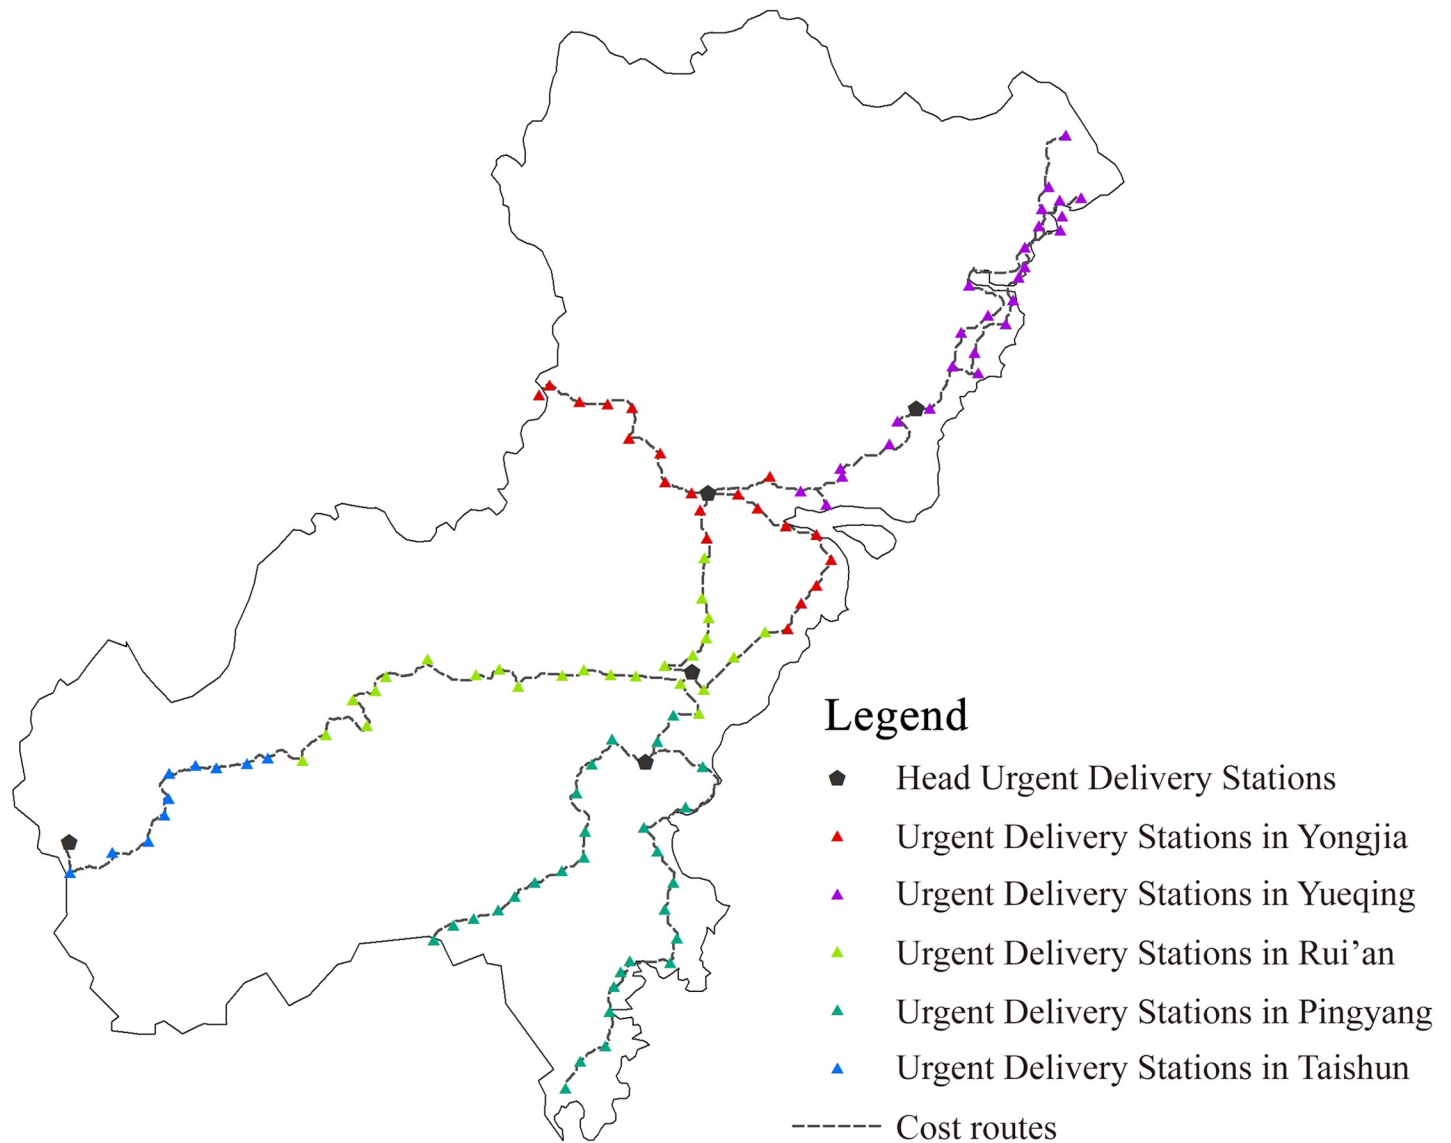 Legend
Head Urgent Delivery Stations
Urgent Delivery Stations in Yongjia
Urgent Delivery Stations in Yueqing
Urgent Delivery Stations in Rui’an
Urgent Delivery Stations in Pingyang
Urgent Delivery Stations in Taishun
Cost routes